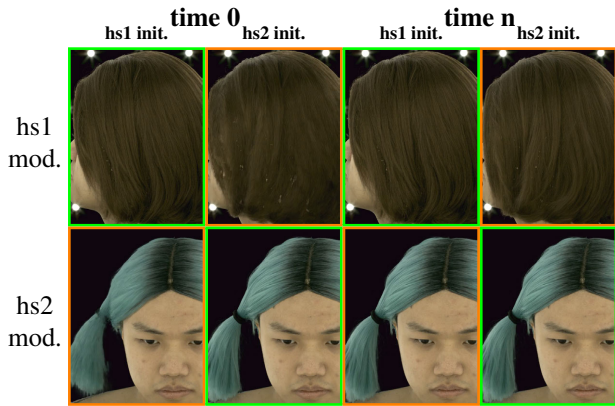 time 0 time n
hs1 init. hs2 init. hs1 init. hs2 init.
hs1
mod.
hs2
mod.